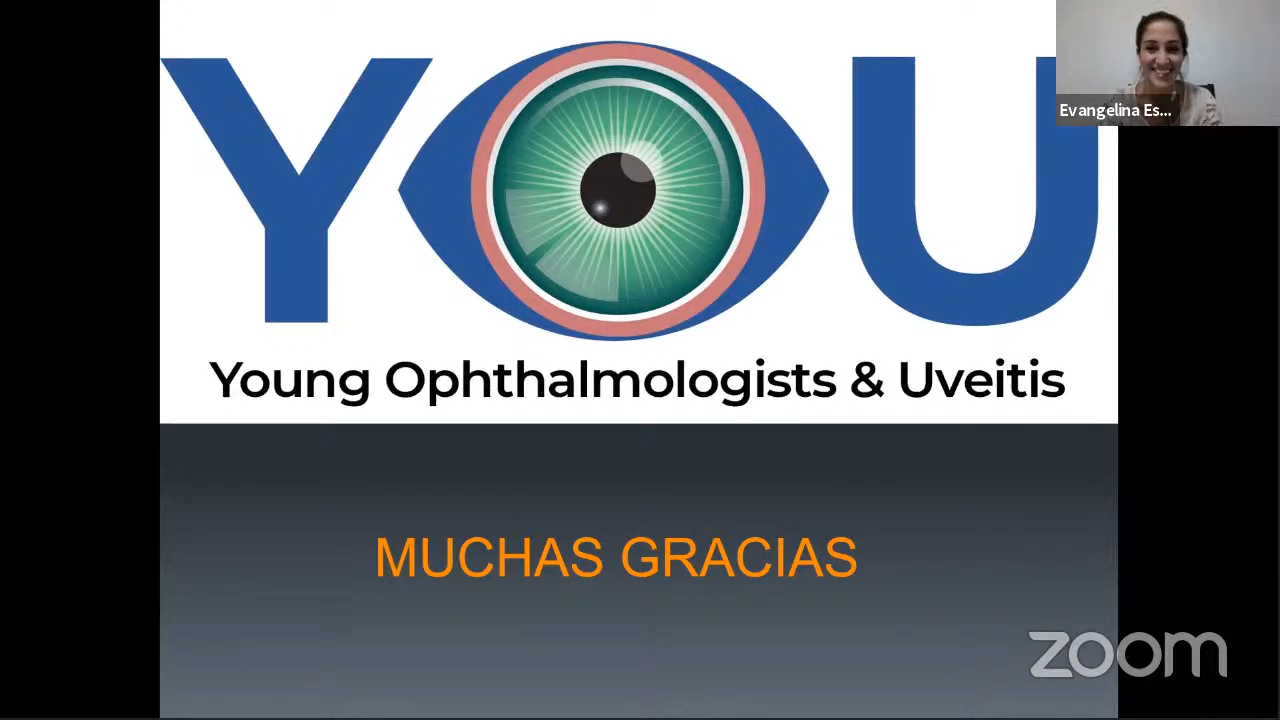 YOU
Evangelina Es...
Young Ophthalmologists & Uveitis
MUCHAS GRACIAS
zoom